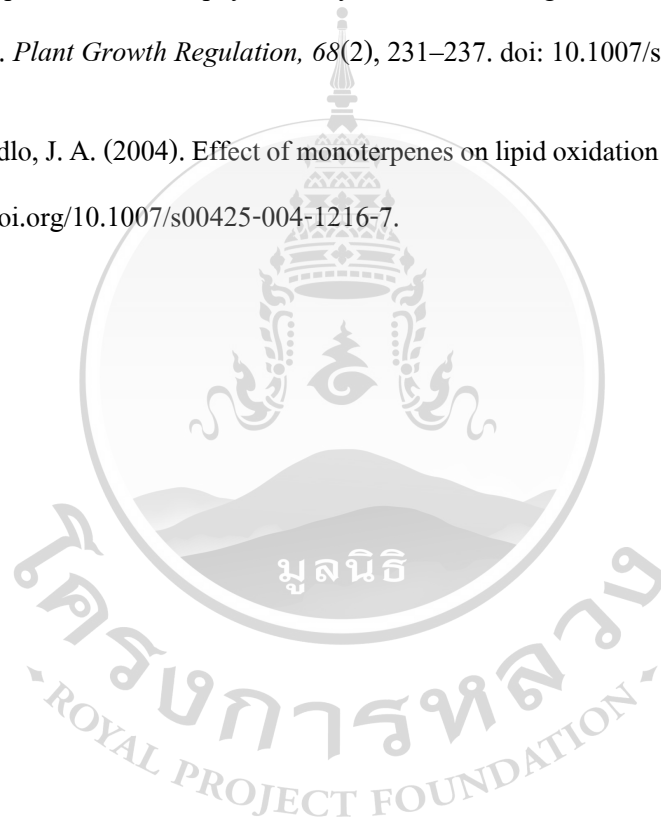 . Plant Growth Regulation, 68(2), 231–237. doi: 10.1007/s
dlo, J. A. (2004). Effect of monoterpenes on lipid oxidation
oi.org/10.1007/s00425-004-1216-7.
มูลนิธิ
โครงการหลวง
ROYAL PROJECT FOUNDATION